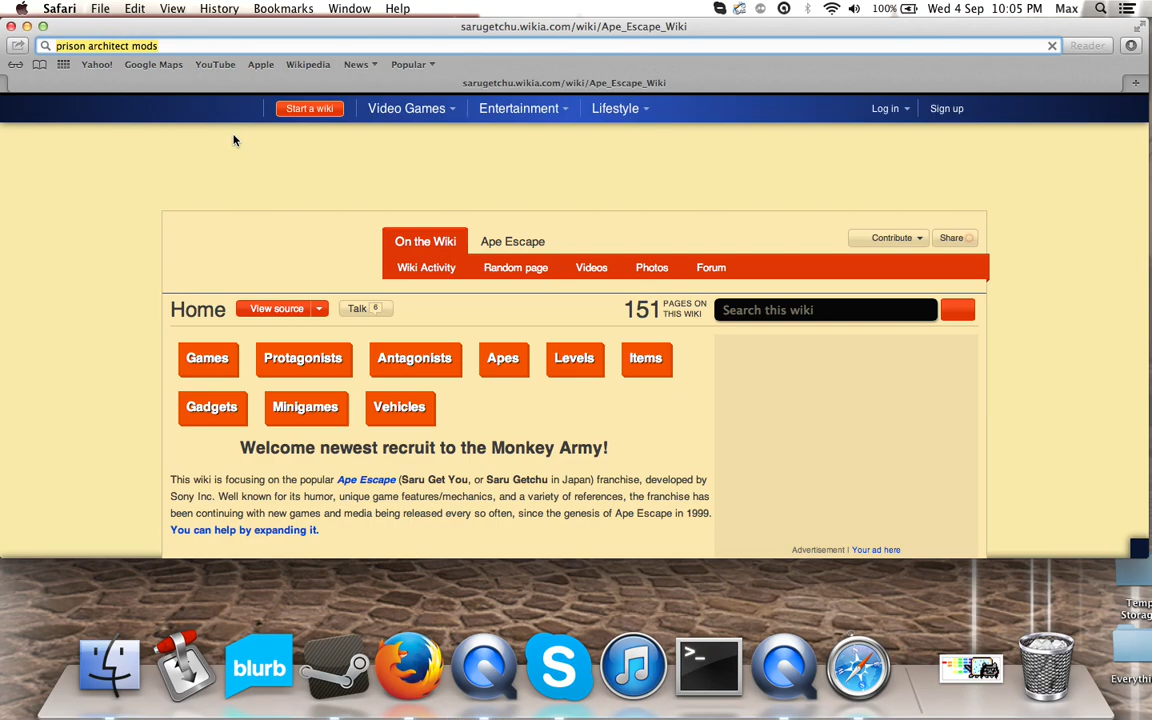 Safari File Edit View History Bookmarks Window Help 100% Wed 4 Sep 10:05 PM Max
sarugetchu.wikia.com/wiki/Ape_Escape_Wiki
prison architect mods Reader
Yahoo! Google Maps YouTube Apple Wikipedia News Popular
sarugetchu.wikia.com/wiki/Ape_Escape_Wiki
Start a wiki Video Games Entertainment Lifestyle Log in Sign up
On the Wiki Ape Escape Contribute Share
Wiki Activity Random page Videos Photos Forum
Home View source Talk 6 151 PAGES ON THIS WIKI Search this wiki
Games Protagonists Antagonists Apes Levels Items
Gadgets Minigames Vehicles
Welcome newest recruit to the Monkey Army!
This wiki is focusing on the popular Ape Escape (Saru Get You, or Saru Getchu in Japan) franchise, developed by
Sony Inc. Well known for its humor, unique game features/mechanics, and a variety of references, the franchise has
been continuing with new games and media being released every so often, since the genesis of Ape Escape in 1999.
You can help by expanding it.
Advertisement | Your ad here
Temp
Storag
Everythi
blurb